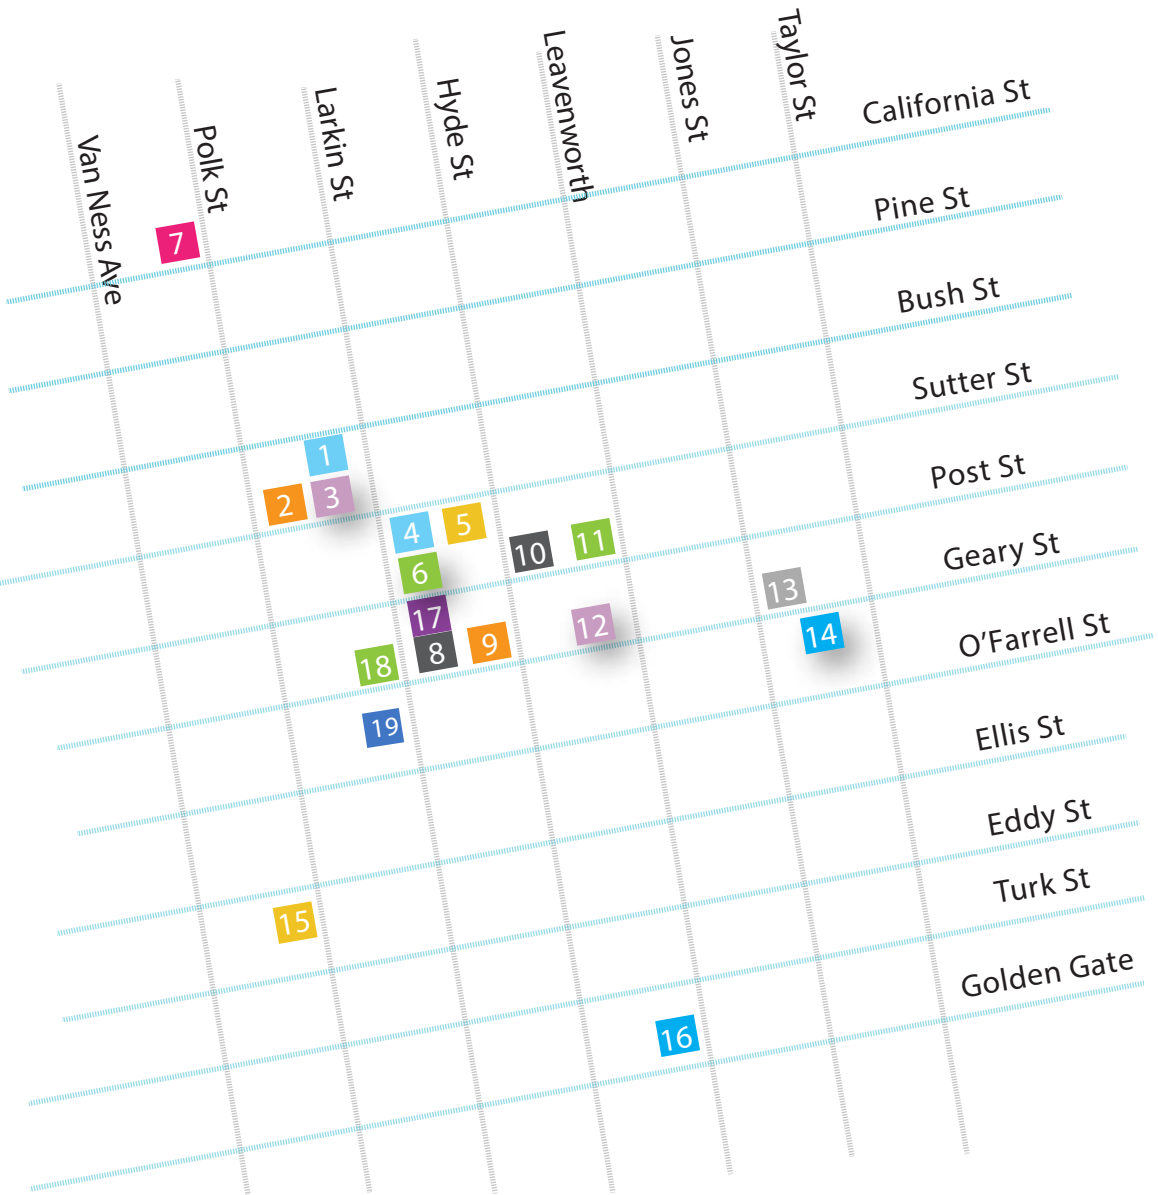 Van Ness Ave
Polk St
Larkin St
Hyde St
Leavenworth
Jones St
Taylor St
California St
Pine St
Bush St
Sutter St
Post St
Geary St
O’Farrell St
Ellis St
Eddy St
Turk St
Golden Gate
7
1
2
3
4
5
6
10
11
17
8
9
12
13
14
18
19
15
16